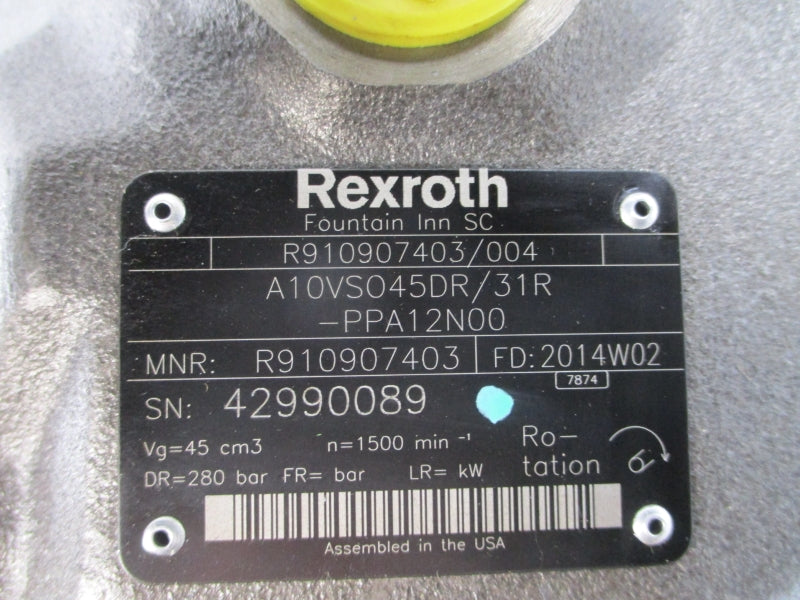 Rexroth
Fountain Inn SC
R910907403/004
A10VSO45DR/31R
-PPA12N00
MNR: R910907403 FD: 2014W02
7874
SN: 42990089
Vg=45 cm3 n=1500 min -1 Ro-
DR=280 bar FR= bar LR= kW tation
Assembled in the USA